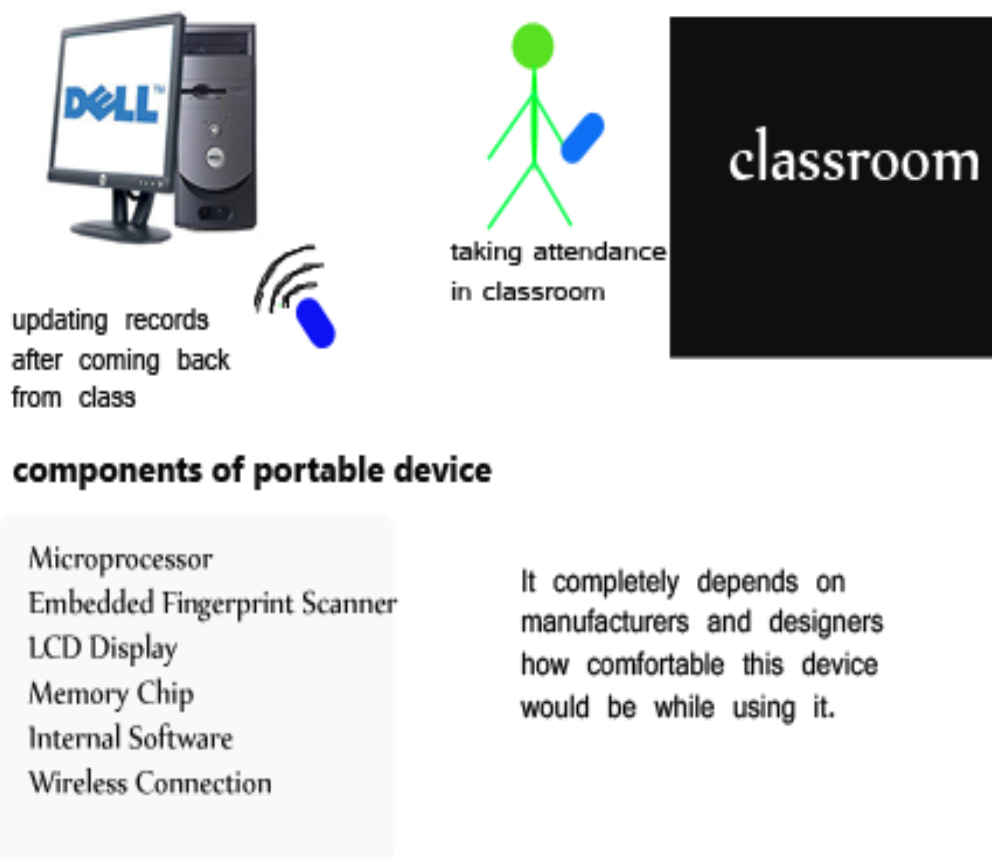 DELL™
taking attendance
in classroom
classroom
updating records
after coming back
from class
components of portable device
Microprocessor
Embedded Fingerprint Scanner
LCD Display
Memory Chip
Internal Software
Wireless Connection
It completely depends on
manufacturers and designers
how comfortable this device
would be while using it.